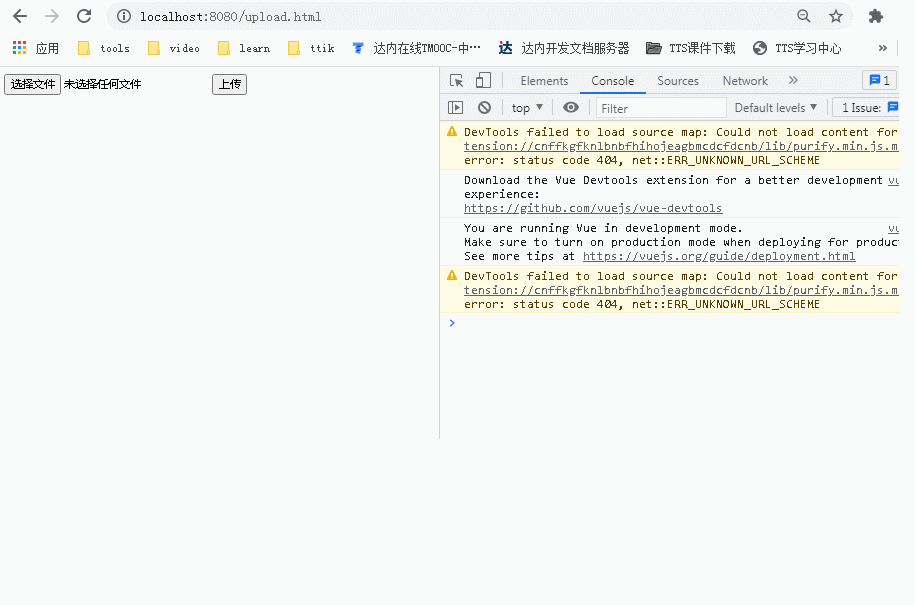 localhost:8080/upload.html
应用 tools video learn ttik 达内在线TMOOC-中… 达内开发文档服务器 TTS课件下载 TTS学习中心 »
选择文件 未选择任何文件 上传
Elements Console Sources Network » 1
top ▼ Filter Default levels ▼ 1 Issue:
DevTools failed to load source map: Could not load content for
tension://cnffkgfknlbnbfhihojeagbmcdcfdcnb/lib/purify.min.js.m
error: status code 404, net::ERR_UNKNOWN_URL_SCHEME
Download the Vue Devtools extension for a better development vu
experience:
https://github.com/vuejs/vue-devtools
You are running Vue in development mode. vu
Make sure to turn on production mode when deploying for produc
See more tips at https://vuejs.org/guide/deployment.html
DevTools failed to load source map: Could not load content for
tension://cnffkgfknlbnbfhihojeagbmcdcfdcnb/lib/purify.min.js.m
error: status code 404, net::ERR_UNKNOWN_URL_SCHEME